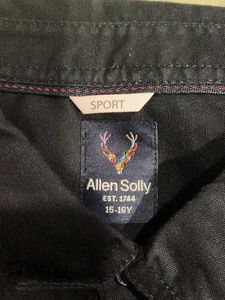 SPORT
Allen Solly
EST. 1744
15-16Y